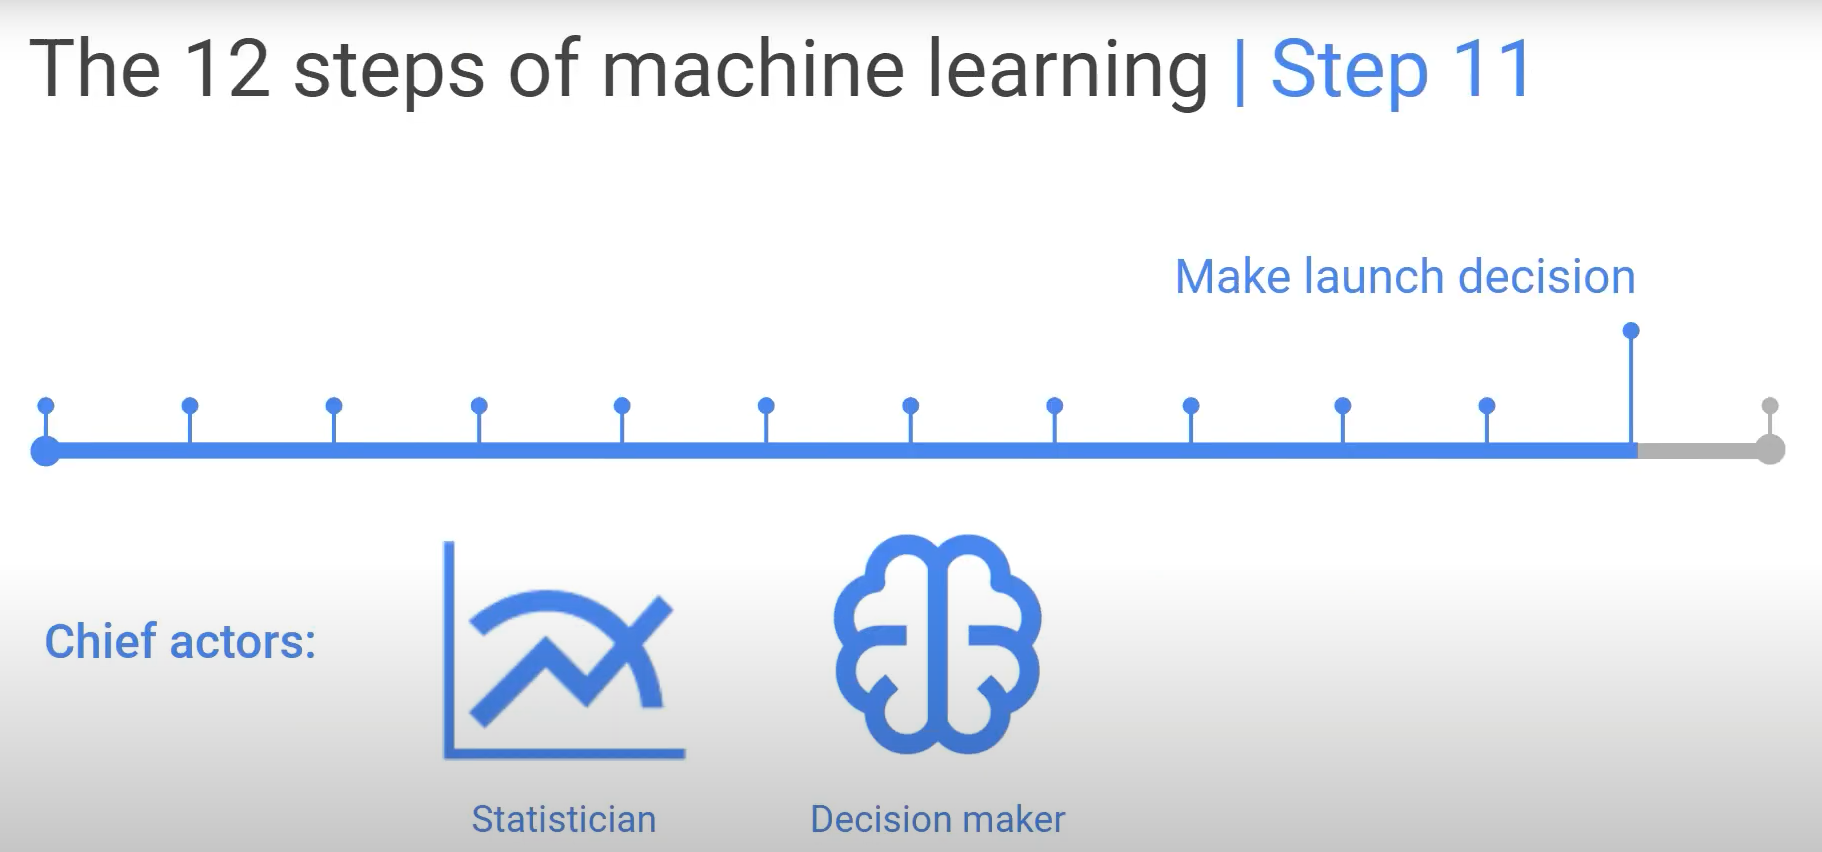 The 12 steps of machine learning | Step 11
Make launch decision
Chief actors:
Statistician
Decision maker